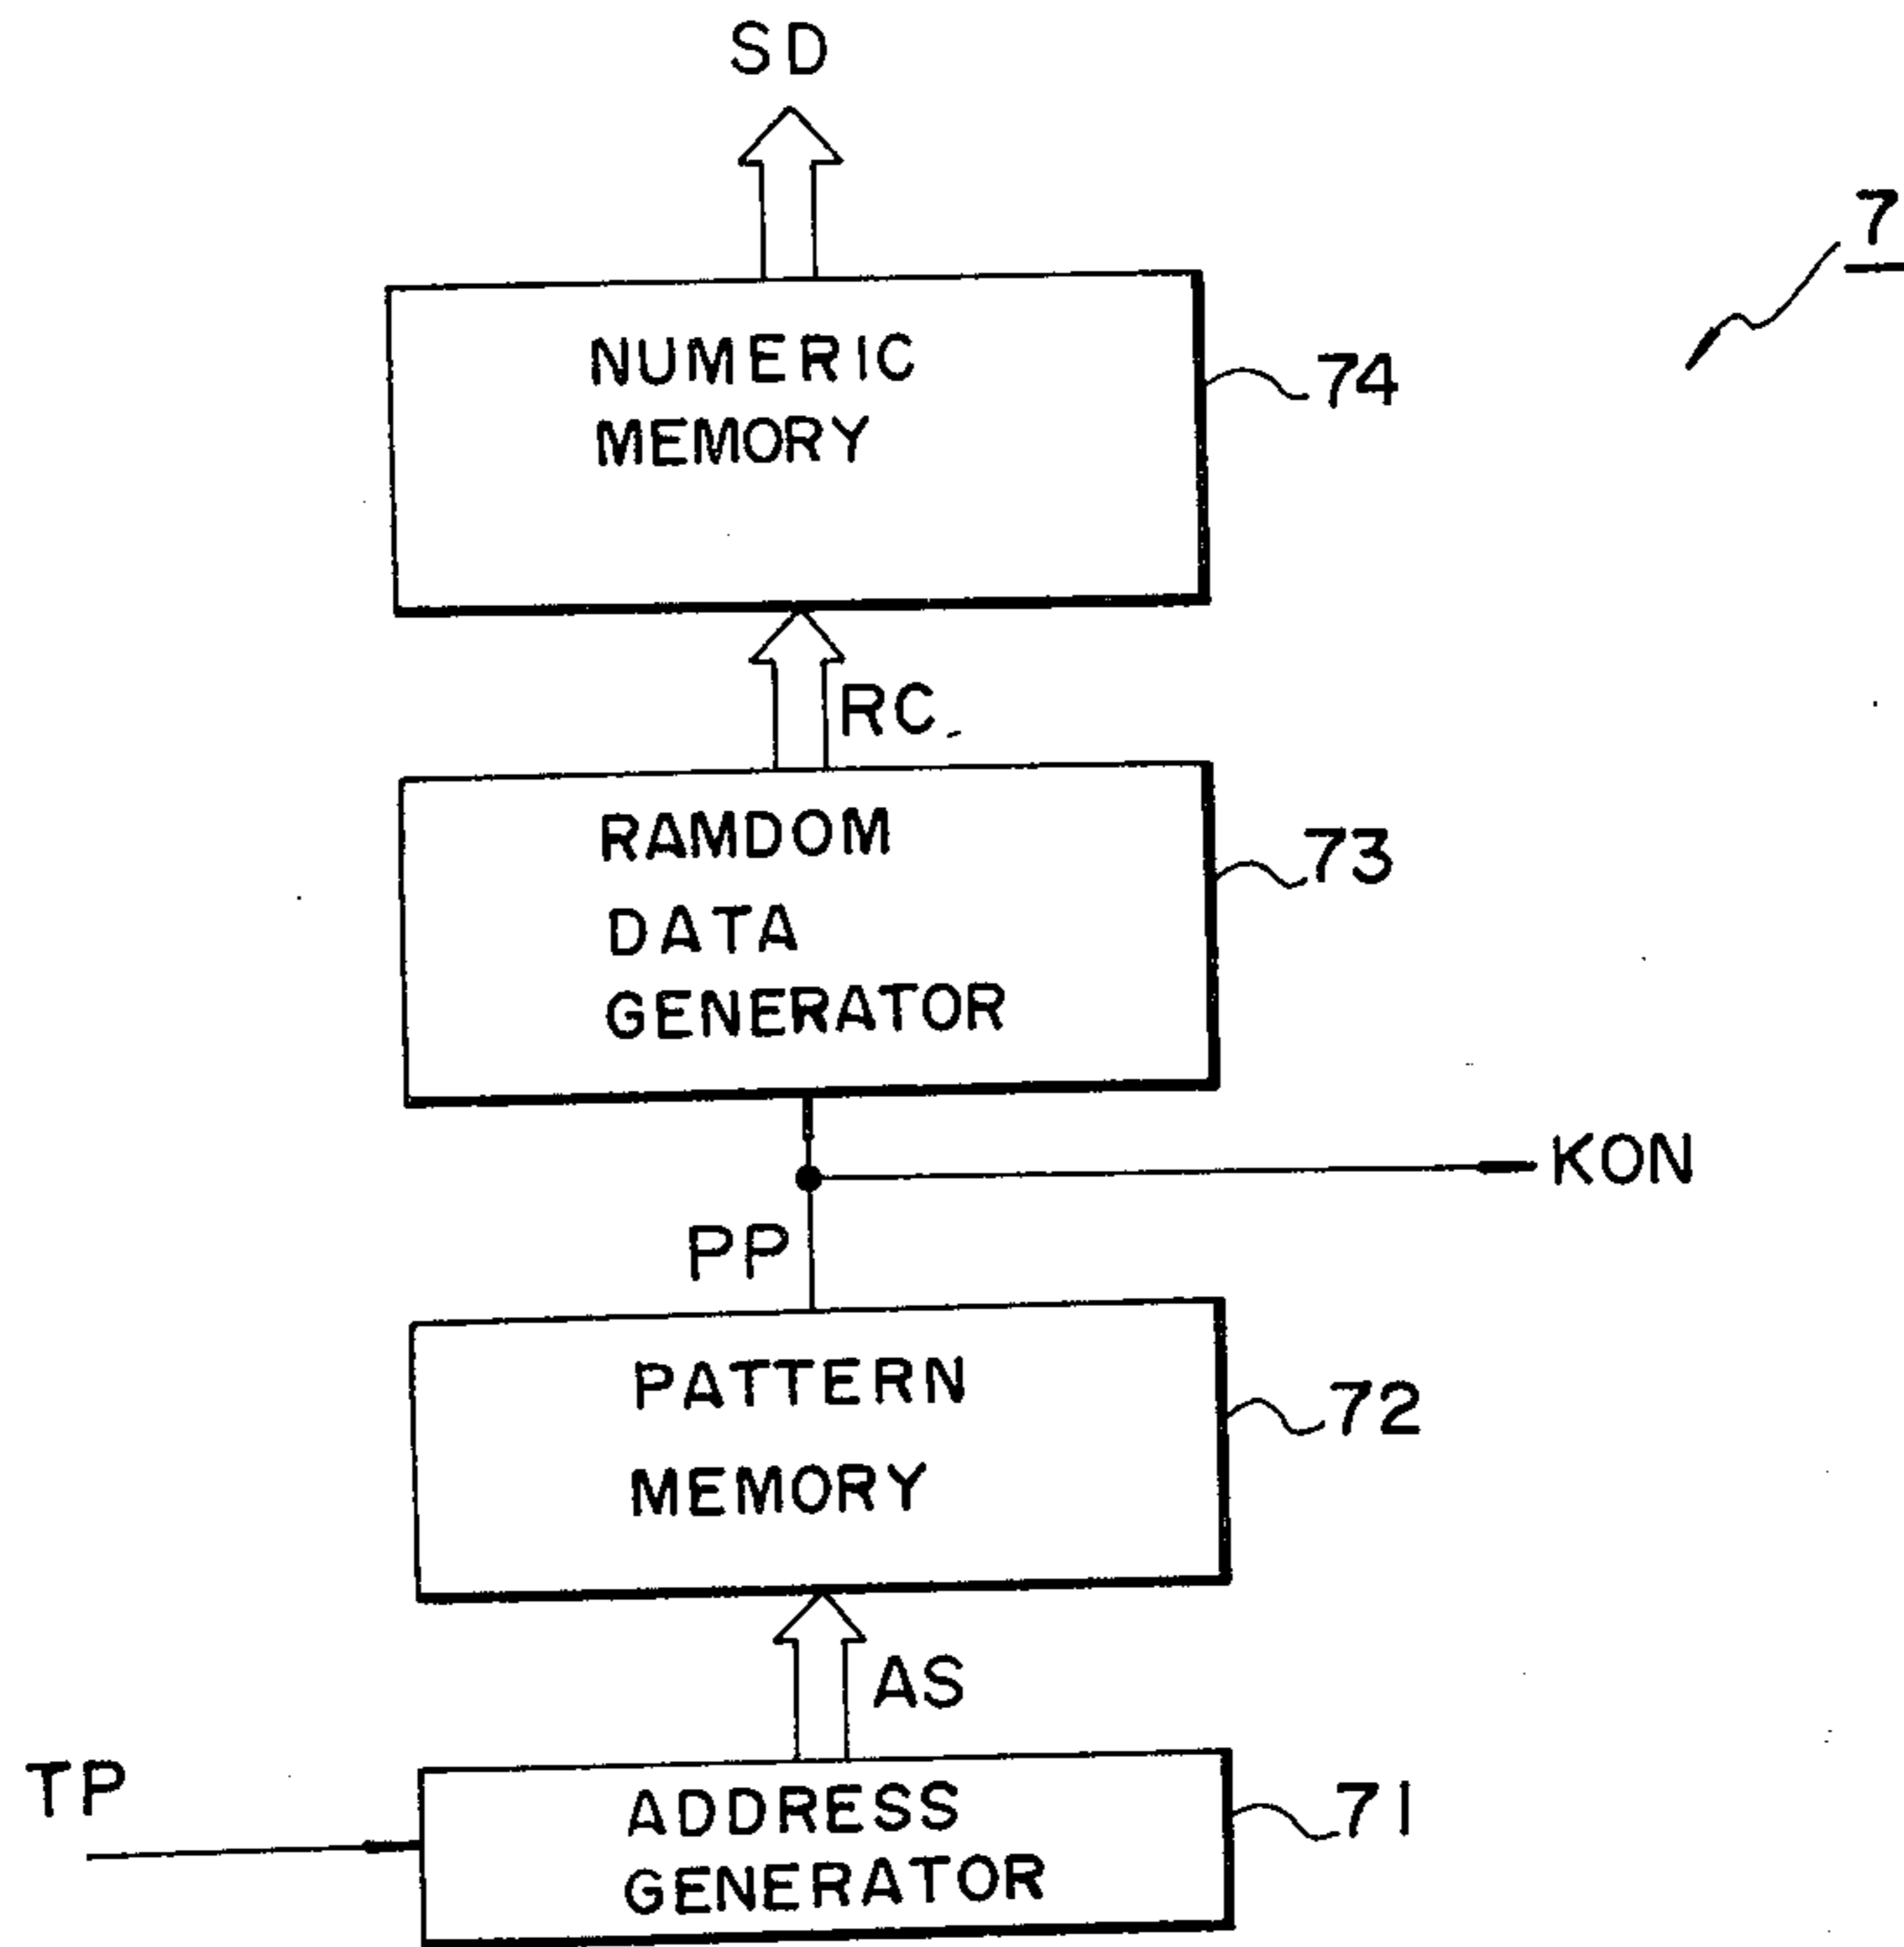 SD
7
NUMERIC
MEMORY
74
RC
RAMDOM
DATA
GENERATOR
73
KON
PP
PATTERN
MEMORY
72
AS
TP
ADDRESS
GENERATOR
71